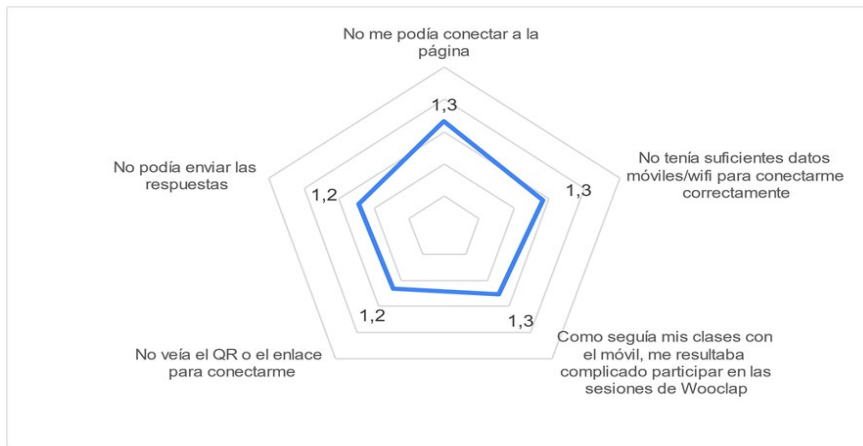 No me podía conectar a la
página
1,3
No tenía suficientes datos
móviles/wifi para conectarme
correctamente
1,3
Como seguía mis clases con
el móvil, me resultaba
complicado participar en las
sesiones de Wooclap
1,3
No veía el QR o el enlace
para conectarme
1,2
No podía enviar las
respuestas
1,2